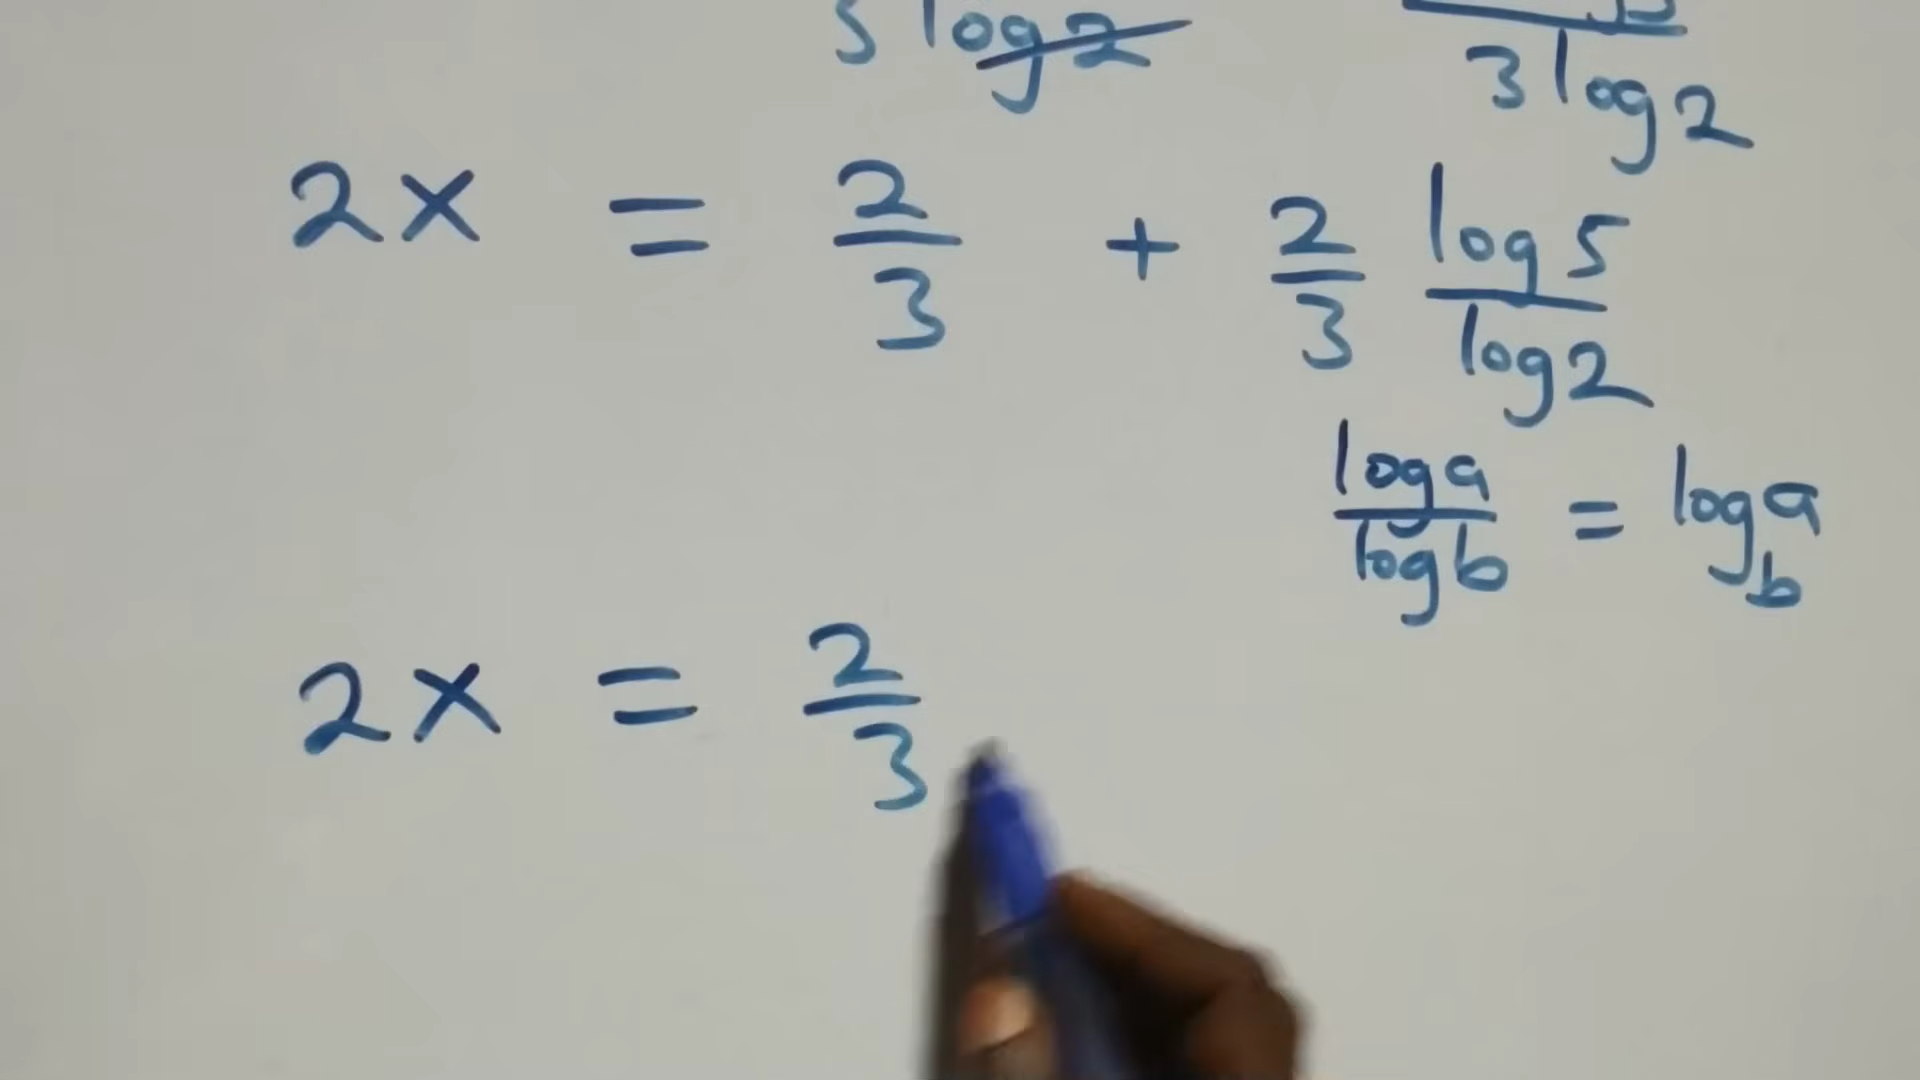 3 log 2 3 log 2
2x = 2/3 + 2/3 log 5 / log 2
log a / log b = log_b a
2x = 2/3